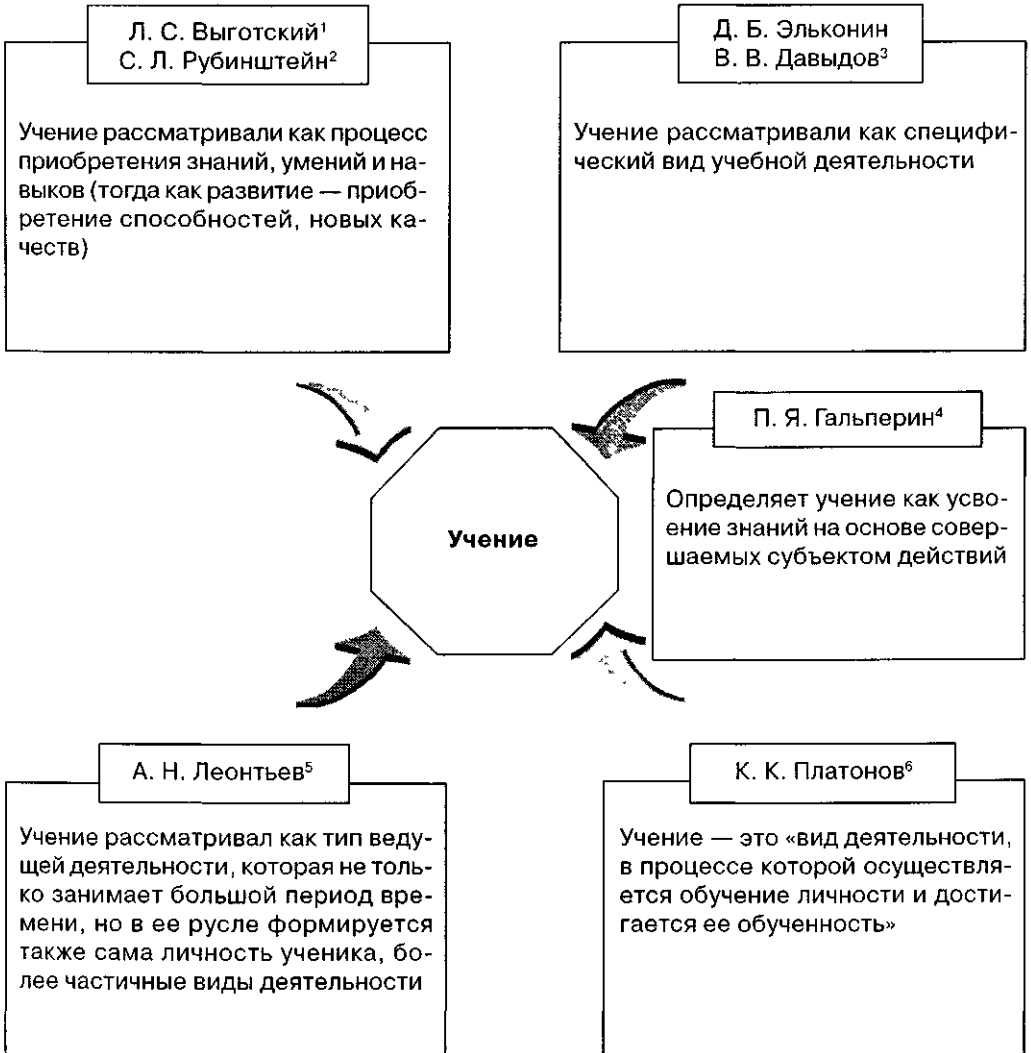 Л. С. Выготский¹
С. Л. Рубинштейн²
Учение рассматривали как процесс
приобретения знаний, умений и на-
выков (тогда как развитие — приоб-
ретение способностей, новых ка-
честв)
Д. Б. Эльконин
В. В. Давыдов³
Учение рассматривали как специфи-
ческий вид учебной деятельности
П. Я. Гальперин⁴
Определяет учение как усво-
ение знаний на основе совер-
шаемых субъектом действий
Учение
А. Н. Леонтьев⁵
Учение рассматривал как тип веду-
щей деятельности, которая не толь-
ко занимает большой период вре-
мени, но в ее русле формируется
также сама личность ученика, бо-
лее частичные виды деятельности
К. К. Платонов⁶
Учение — это «вид деятельности,
в процессе которой осуществля-
ется обучение личности и дости-
гается ее обученность»